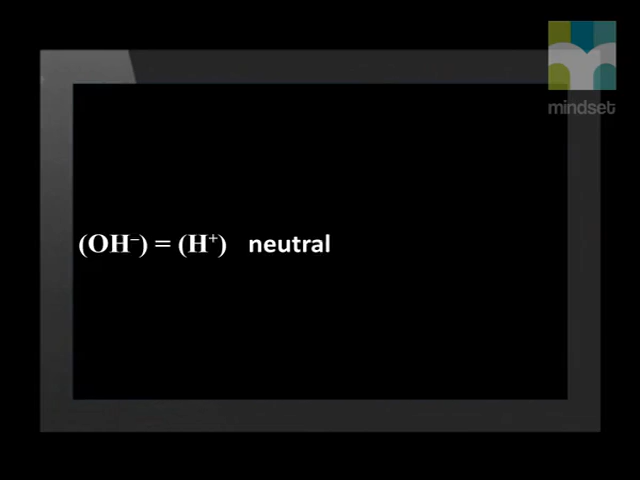 mindset
(OH⁻) = (H⁺) neutral